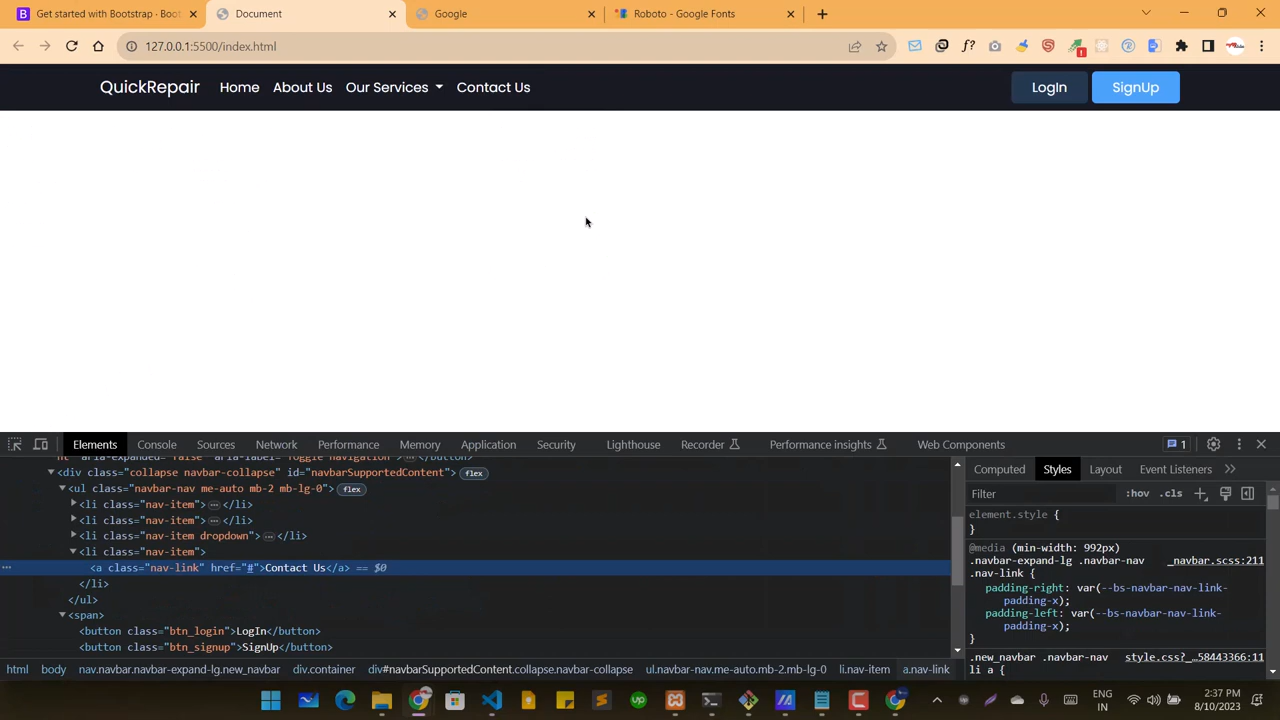 Get started with Bootstrap · Boot
Document
Google
Roboto - Google Fonts
127.0.0.1:5500/index.html
QuickRepair Home About Us Our Services Contact Us LogIn SignUp
Elements Console Sources Network Performance Memory Application Security Lighthouse Recorder Performance insights Web Components 1
<div class="collapse navbar-collapse" id="navbarSupportedContent"> flex
<ul class="navbar-nav me-auto mb-2 mb-lg-0"> flex
<li class="nav-item"> … </li>
<li class="nav-item"> … </li>
<li class="nav-item dropdown"> … </li>
<li class="nav-item">
<a class="nav-link" href="#">Contact Us</a> == $0
</li>
</ul>
<span>
<button class="btn_login">LogIn</button>
<button class="btn_signup">SignUp</button>
html body nav.navbar.navbar-expand-lg.new_navbar div.container div#navbarSupportedContent.collapse.navbar-collapse ul.navbar-nav.me-auto.mb-2.mb-lg-0 li.nav-item a.nav-link
Computed Styles Layout Event Listeners
Filter :hov .cls
element.style {
}
@media (min-width: 992px)
.navbar-expand-lg .navbar-nav _navbar.scss:211
.nav-link {
padding-right: var(--bs-navbar-nav-link-
padding-x);
padding-left: var(--bs-navbar-nav-link-
padding-x);
}
.new_navbar .navbar-nav style.css?_…58443366:11
li a {
ENG
IN
2:37 PM
8/10/2023